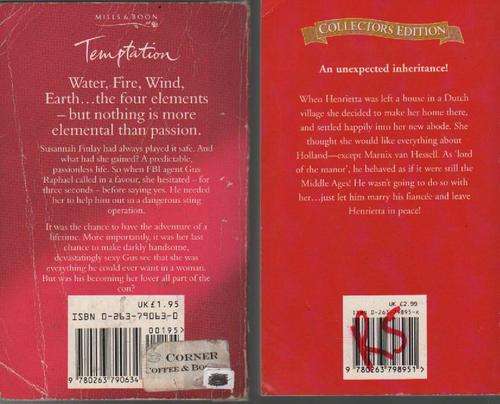 MILLS & BOON
Temptation
Water, Fire, Wind,
Earth...the four elements
– but nothing is more
elemental than passion.
Susannah Finlay had always played it safe. And
what had she gained? A predictable,
passionless life. So when FBI agent Gus
Raphael called in a favour, she hesitated – for
three seconds – before saying yes. He needed
her to help him out in a dangerous sting
operation.
It was the chance to have the adventure of a
lifetime. More importantly, it was her last
chance to make darkly handsome,
devastatingly sexy Gus see that she was
everything he could ever want in a woman.
But was his becoming her lover all part of the
con?
UK £1.95
ISBN 0-263-79063-0
00195>
9 780263 790634
CORNER
COFFEE & BOO
COLLECTORS EDITION
An unexpected inheritance!
When Henrietta was left a house in a Dutch
village she decided to make her home there,
and settled happily into her new abode. She
thought she would like everything about
Holland—except Marnix van Hessell. As 'lord
of the manor', he behaved as if it were still the
Middle Ages! He wasn't going to do so with
her...just let him marry his fiancée and leave
Henrietta in peace!
UK £2.99
KS
9 780263 798951>